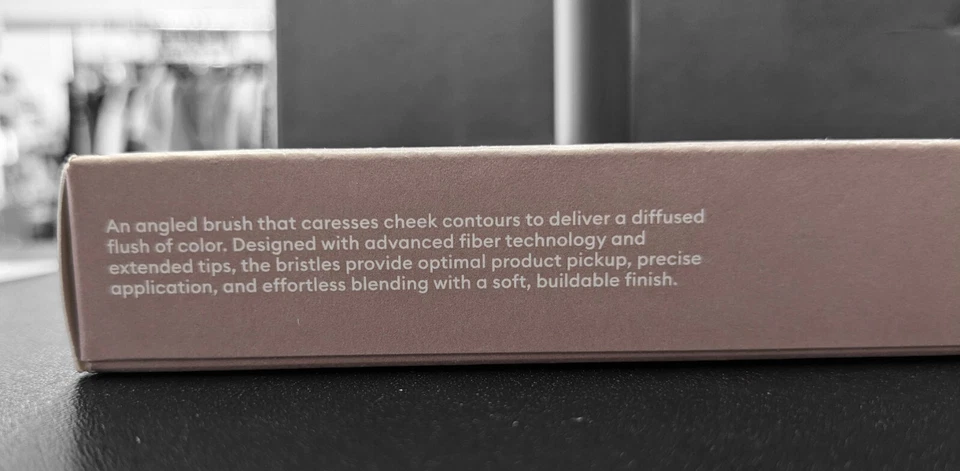 An angled brush that caresses cheek contours to deliver a diffused
flush of color. Designed with advanced fiber technology and
extended tips, the bristles provide optimal product pickup, precise
application, and effortless blending with a soft, buildable finish.